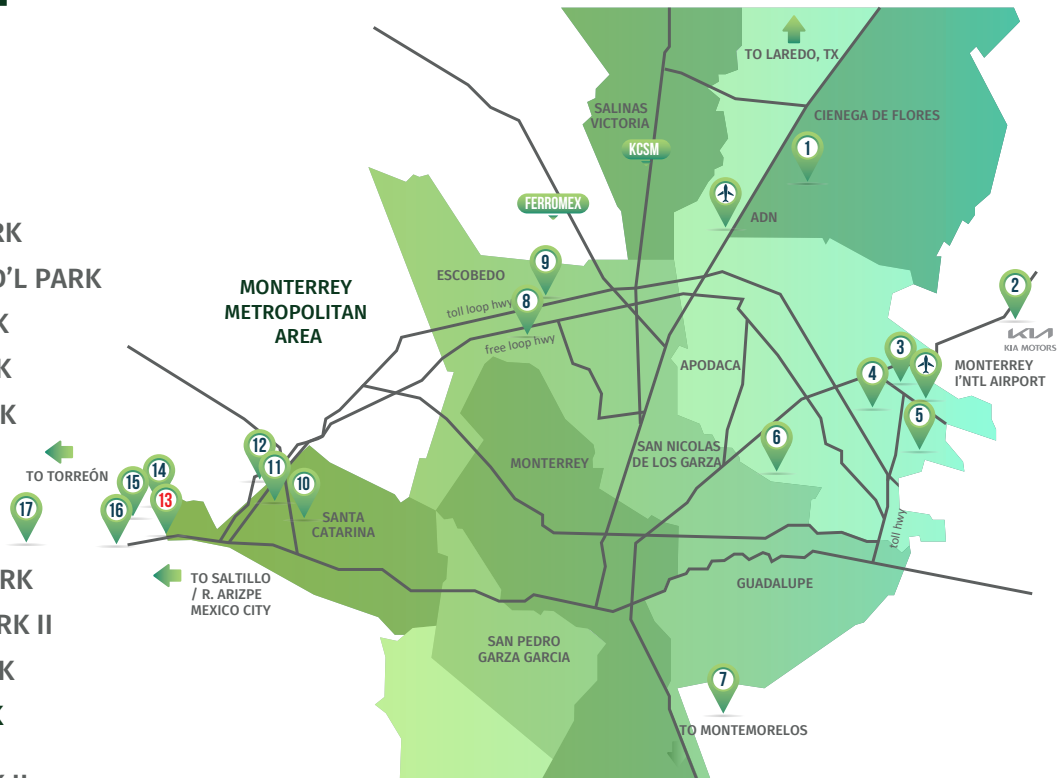 RK
D'L PARK
K
K
K
RK
RK II
K
K
TO LAREDO, TX
SALINAS
VICTORIA
CIENEGA DE FLORES
KCSM
1
FERROMEX
ADN
9
ESCOBEDO
MONTERREY
METROPOLITAN
AREA
8
toll loop hwy
free loop hwy
2
KIA
KIA MOTORS
3
MONTERREY
I'NTL AIRPORT
4
APODACA
5
6
SAN NICOLAS
DE LOS GARZA
MONTERREY
12
11
10
TO TORREÓN
14
15
13
16
17
SANTA
CATARINA
toll hwy
TO SALTILLO
/ R. ARIZPE
MEXICO CITY
GUADALUPE
SAN PEDRO
GARZA GARCIA
7
TO MONTEMORELOS